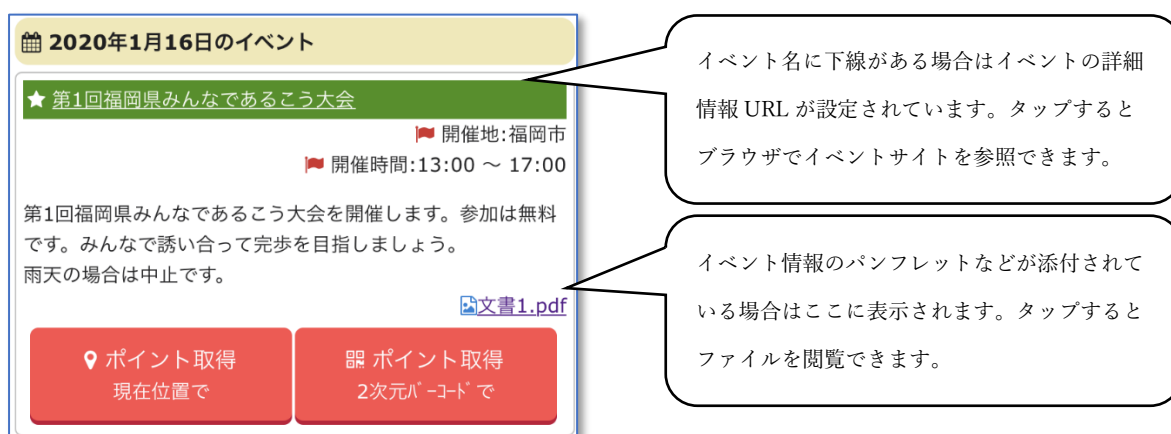 2020年1月16日のイベント
第1回福岡県みんなであるこう大会
開催地:福岡市
開催時間:13:00 ～ 17:00
第1回福岡県みんなであるこう大会を開催します。参加は無料
です。みんなで誘い合って完歩を目指しましょう。
雨天の場合は中止です。
文書1.pdf
ポイント取得
現在位置で
ポイント取得
2次元ﾊﾞｰｺｰﾄﾞで
イベント名に下線がある場合はイベントの詳細
情報 URL が設定されています。タップすると
ブラウザでイベントサイトを参照できます。
イベント情報のパンフレットなどが添付されて
いる場合はここに表示されます。タップすると
ファイルを閲覧できます。